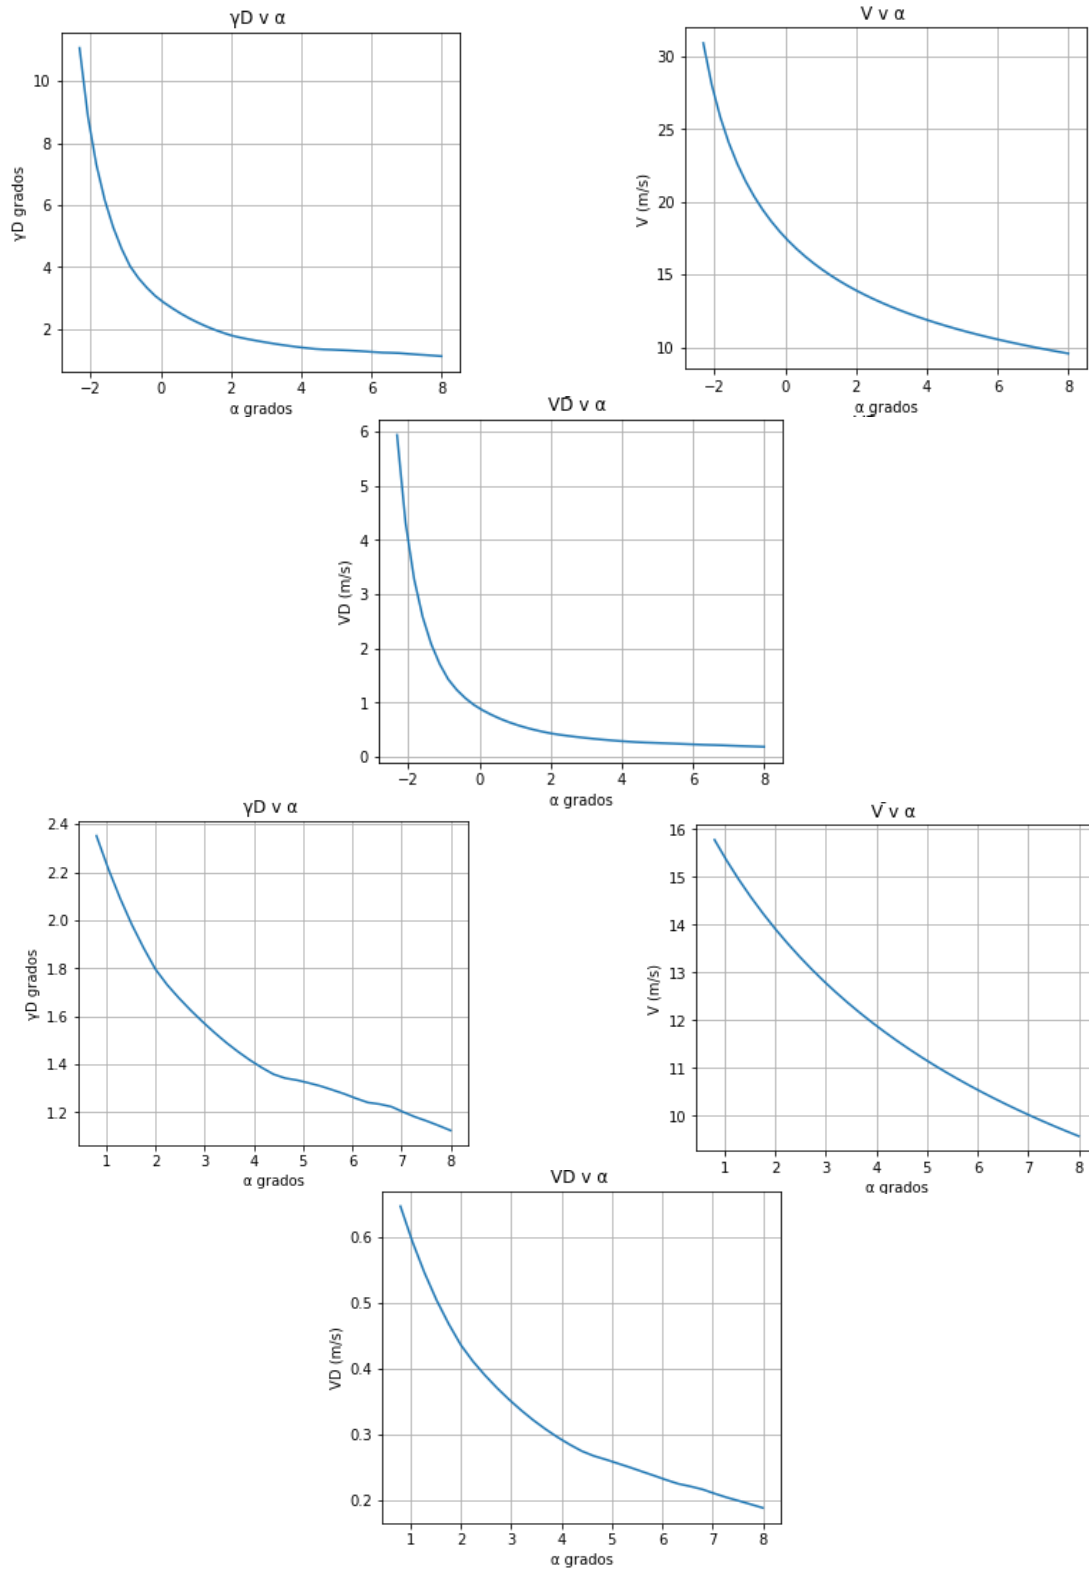 γD v α
10
8
6
4
2
γD grados
−2 0 2 4 6 8
α grados
V v α
30
25
20
15
10
V (m/s)
−2 0 2 4 6 8
α grados
VD̄ v α
6
5
4
3
2
1
0
VD (m/s)
−2 0 2 4 6 8
α grados
γD v α
2.4
2.2
2.0
1.8
1.6
1.4
1.2
γD grados
1 2 3 4 5 6 7 8
α grados
V v α
16
15
14
13
12
11
10
V (m/s)
1 2 3 4 5 6 7 8
α grados
VD v α
0.6
0.5
0.4
0.3
0.2
VD (m/s)
1 2 3 4 5 6 7 8
α grados